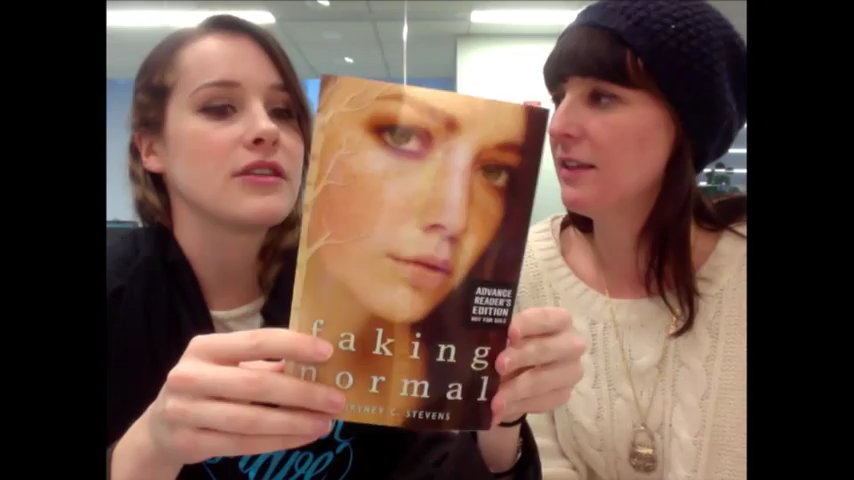 ADVANCE
READER'S
EDITION
NOT FOR SALE
faking
normal
C. STEVENS